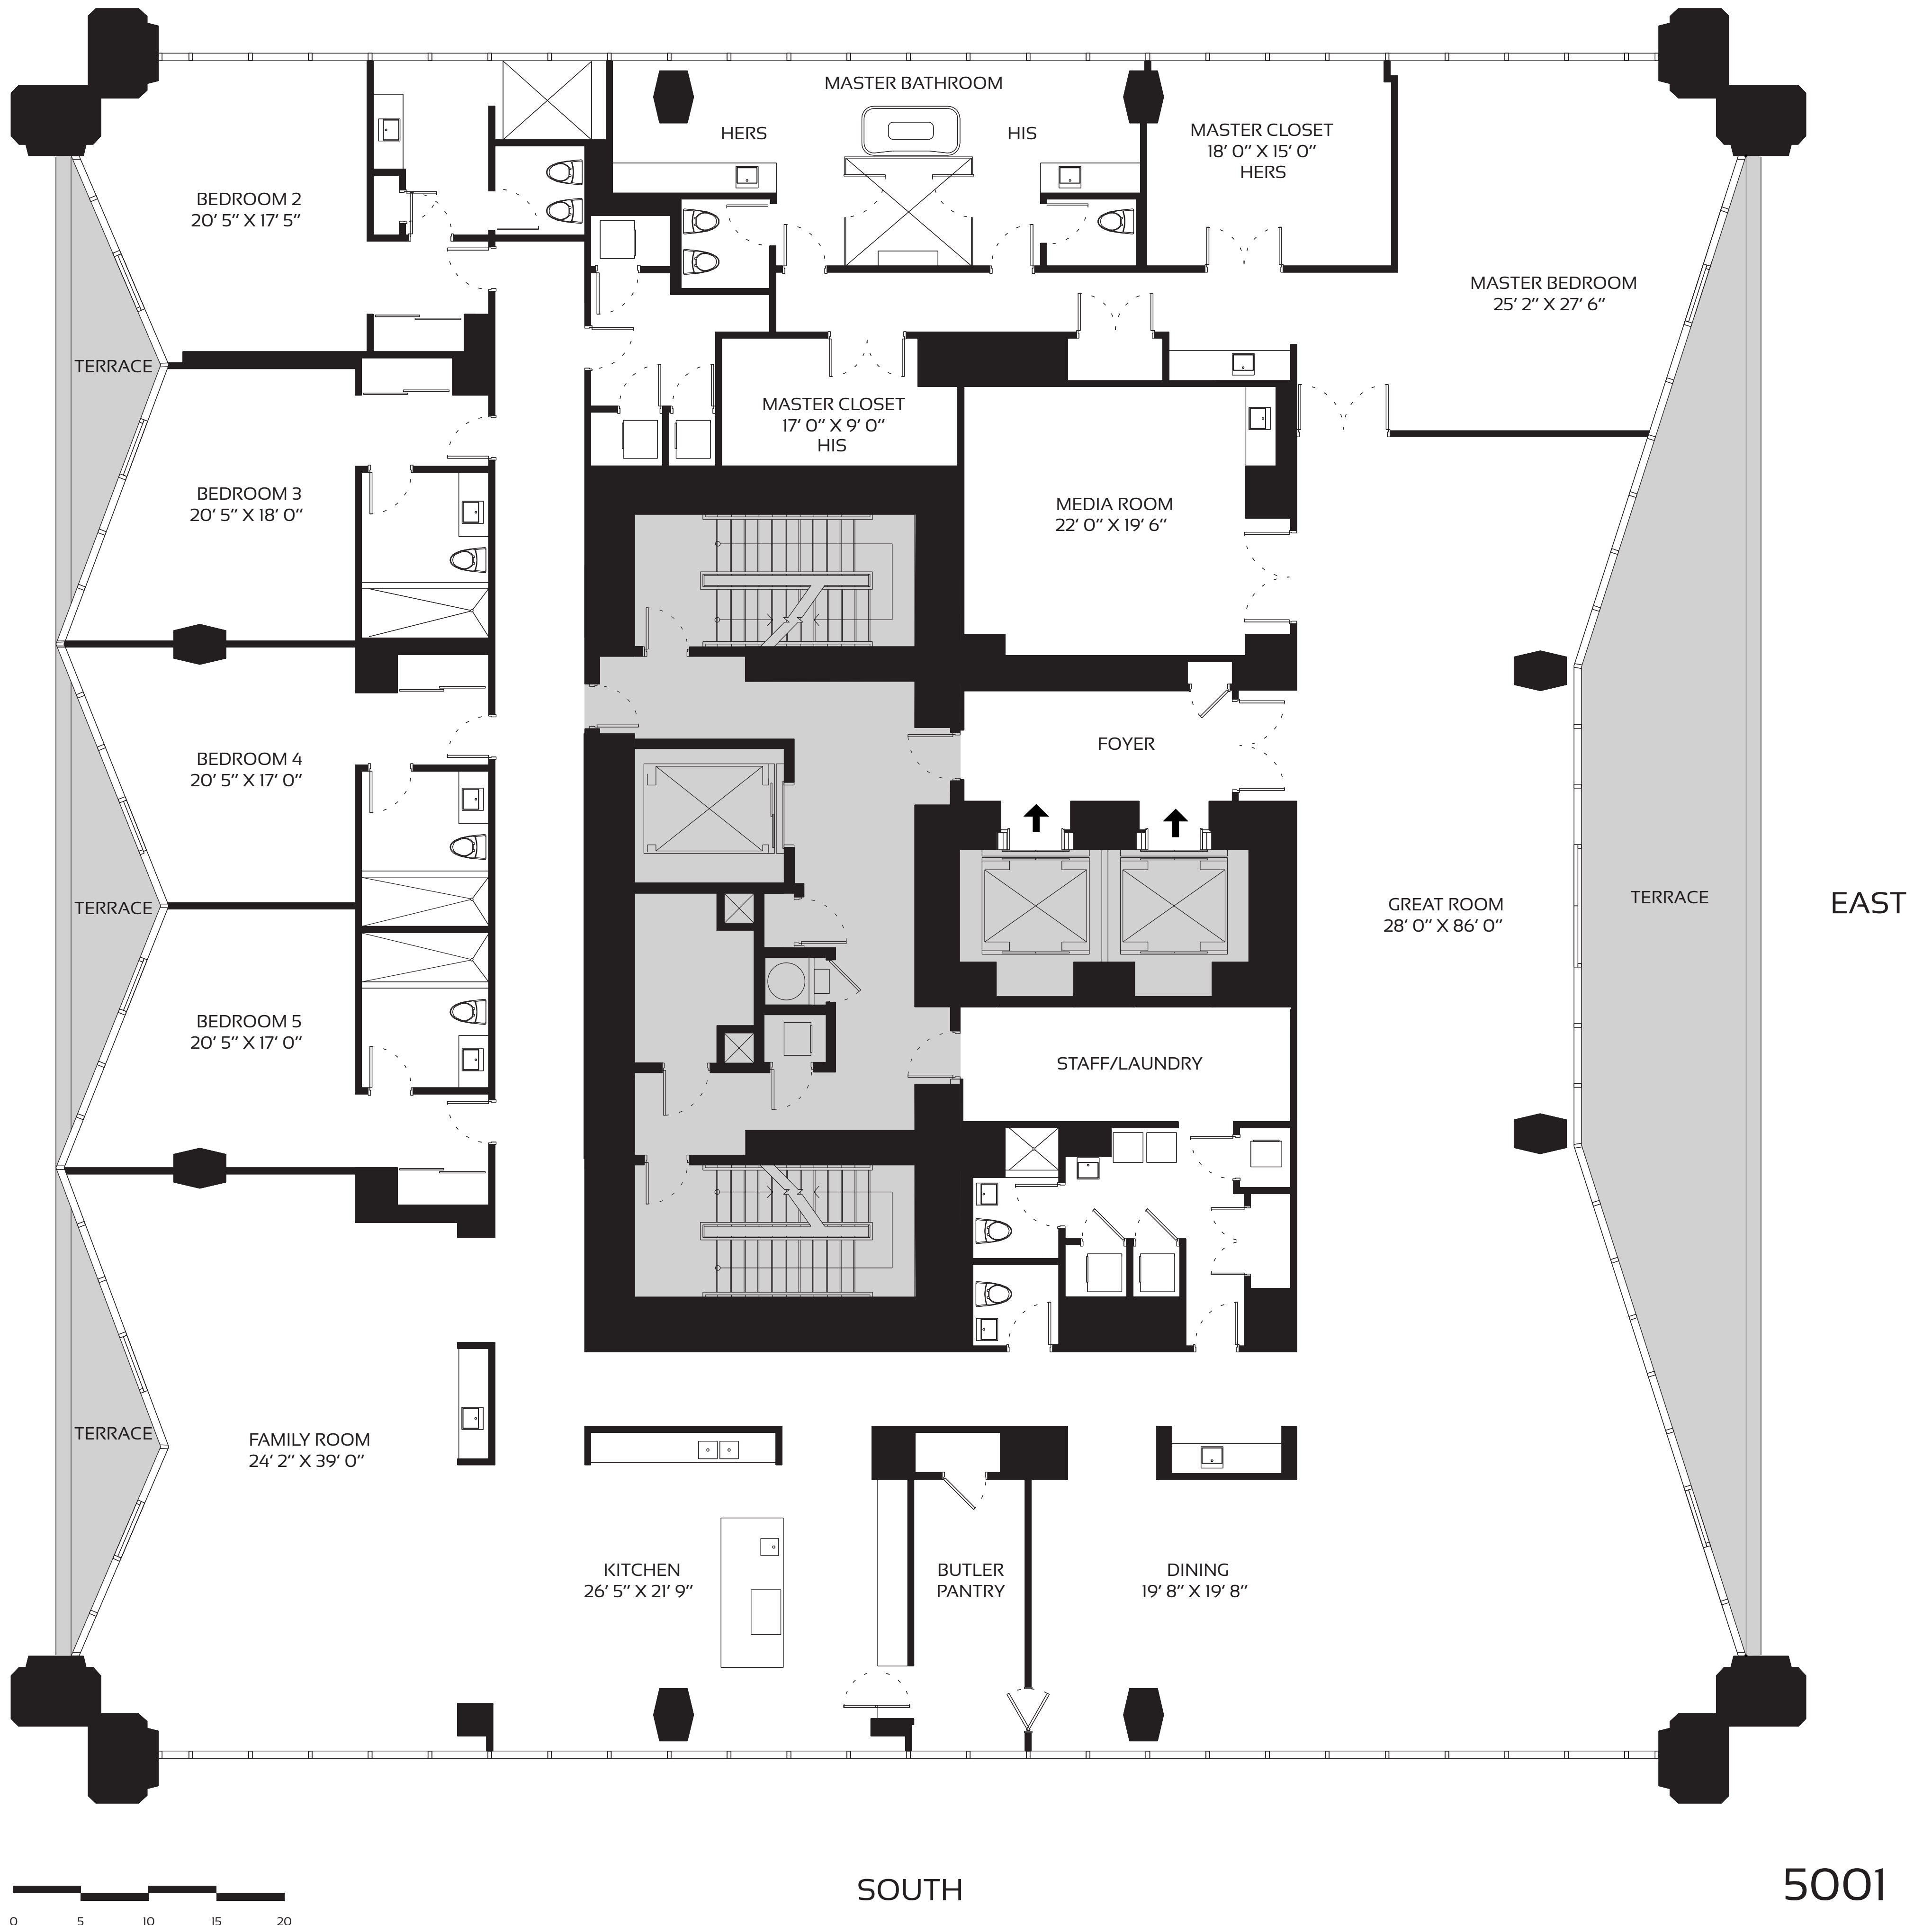 MASTER BATHROOM
HERS
HIS
MASTER CLOSET
18’ 0” X 15’ 0”
HERS
BEDROOM 2
20’ 5” X 17’ 5”
MASTER BEDROOM
25’ 2” X 27’ 6”
TERRACE
MASTER CLOSET
17’ 0” X 9’ 0”
HIS
BEDROOM 3
20’ 5” X 18’ 0”
MEDIA ROOM
22’ 0” X 19’ 6”
FOYER
BEDROOM 4
20’ 5” X 17’ 0”
TERRACE
GREAT ROOM
28’ 0” X 86’ 0”
TERRACE
EAST
BEDROOM 5
20’ 5” X 17’ 0”
STAFF/LAUNDRY
TERRACE
FAMILY ROOM
24’ 2” X 39’ 0”
KITCHEN
26’ 5” X 21’ 9”
BUTLER
PANTRY
DINING
19’ 8” X 19’ 8”
SOUTH
5001
0 5 10 15 20